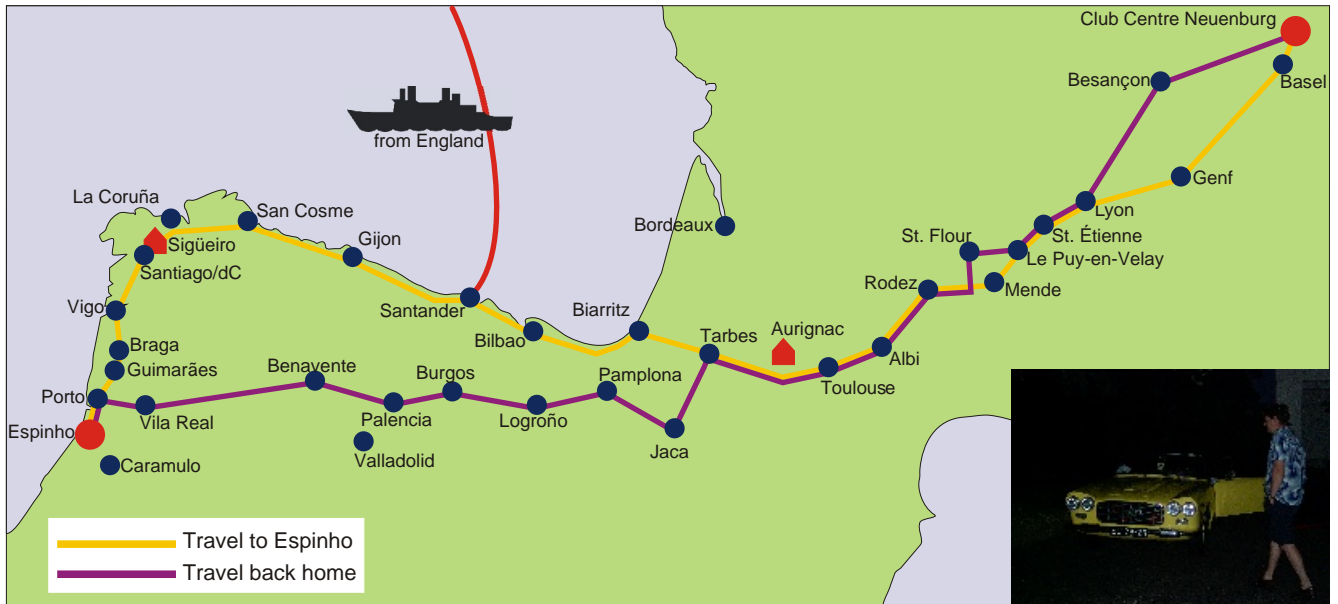 Club Centre Neuenburg
Besançon
Basel
from England
Genf
La Coruña
San Cosme
Lyon
Sigüeiro
Bordeaux
St. Étienne
St. Flour
Gijon
Santiago/dC
Le Puy-en-Velay
Rodez
Mende
Vigo
Santander
Biarritz
Tarbes
Aurignac
Bilbao
Braga
Albi
Guimarães
Benavente
Burgos
Pamplona
Toulouse
Porto
Vila Real
Palencia
Logroño
Espinho
Jaca
Valladolid
Caramulo
Travel to Espinho
Travel back home